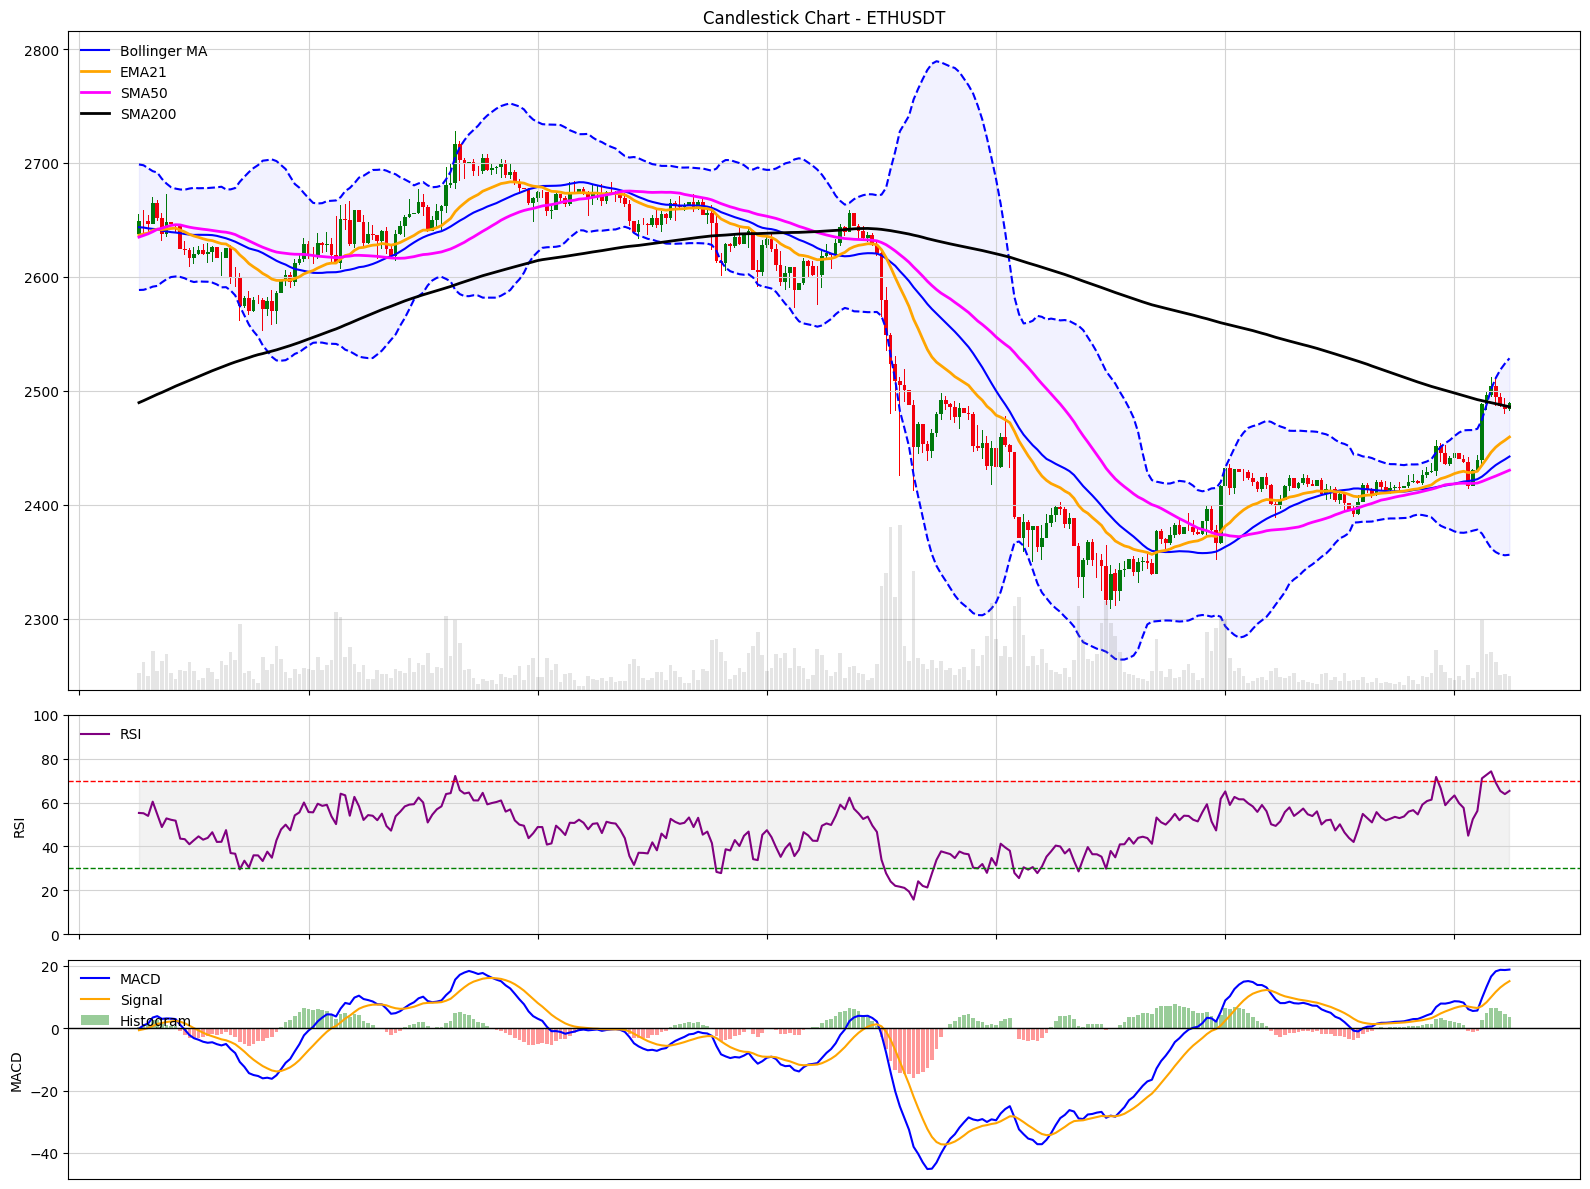 Candlestick Chart - ETHUSDT
Bollinger MA
EMA21
SMA50
SMA200
2800
2700
2600
2500
2400
2300
RSI
100
80
60
40
20
0
RSI
MACD
Signal
Histogram
20
0
−20
−40
MACD